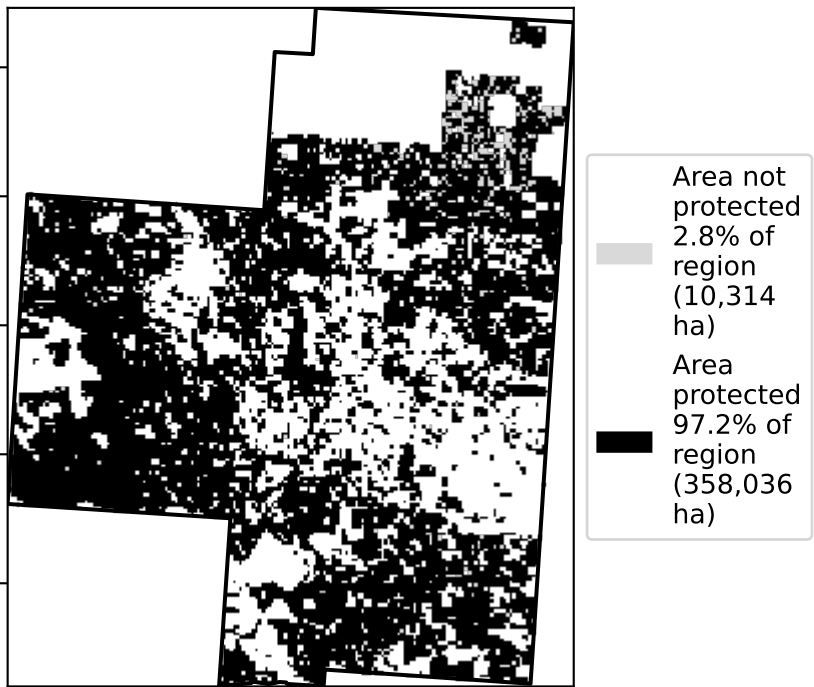 Area not
protected
2.8% of
region
(10,314
ha)
Area
protected
97.2% of
region
(358,036
ha)